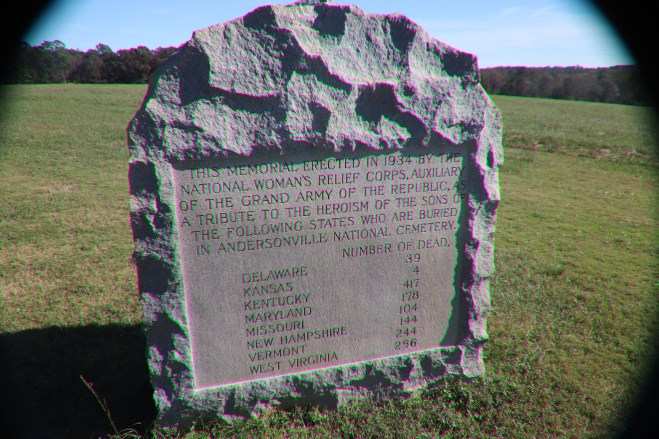 THIS MEMORIAL ERECTED IN 1934 BY THE
NATIONAL WOMAN'S RELIEF CORPS, AUXILIARY
OF THE GRAND ARMY OF THE REPUBLIC, AS
A TRIBUTE TO THE HEROISM OF THE SONS OF
THE FOLLOWING STATES WHO ARE BURIED
IN ANDERSONVILLE NATIONAL CEMETERY.
NUMBER OF DEAD.
DELAWARE 39
KANSAS 4
KENTUCKY 417
MARYLAND 178
MISSOURI 104
NEW HAMPSHIRE 144
VERMONT 244
WEST VIRGINIA 256